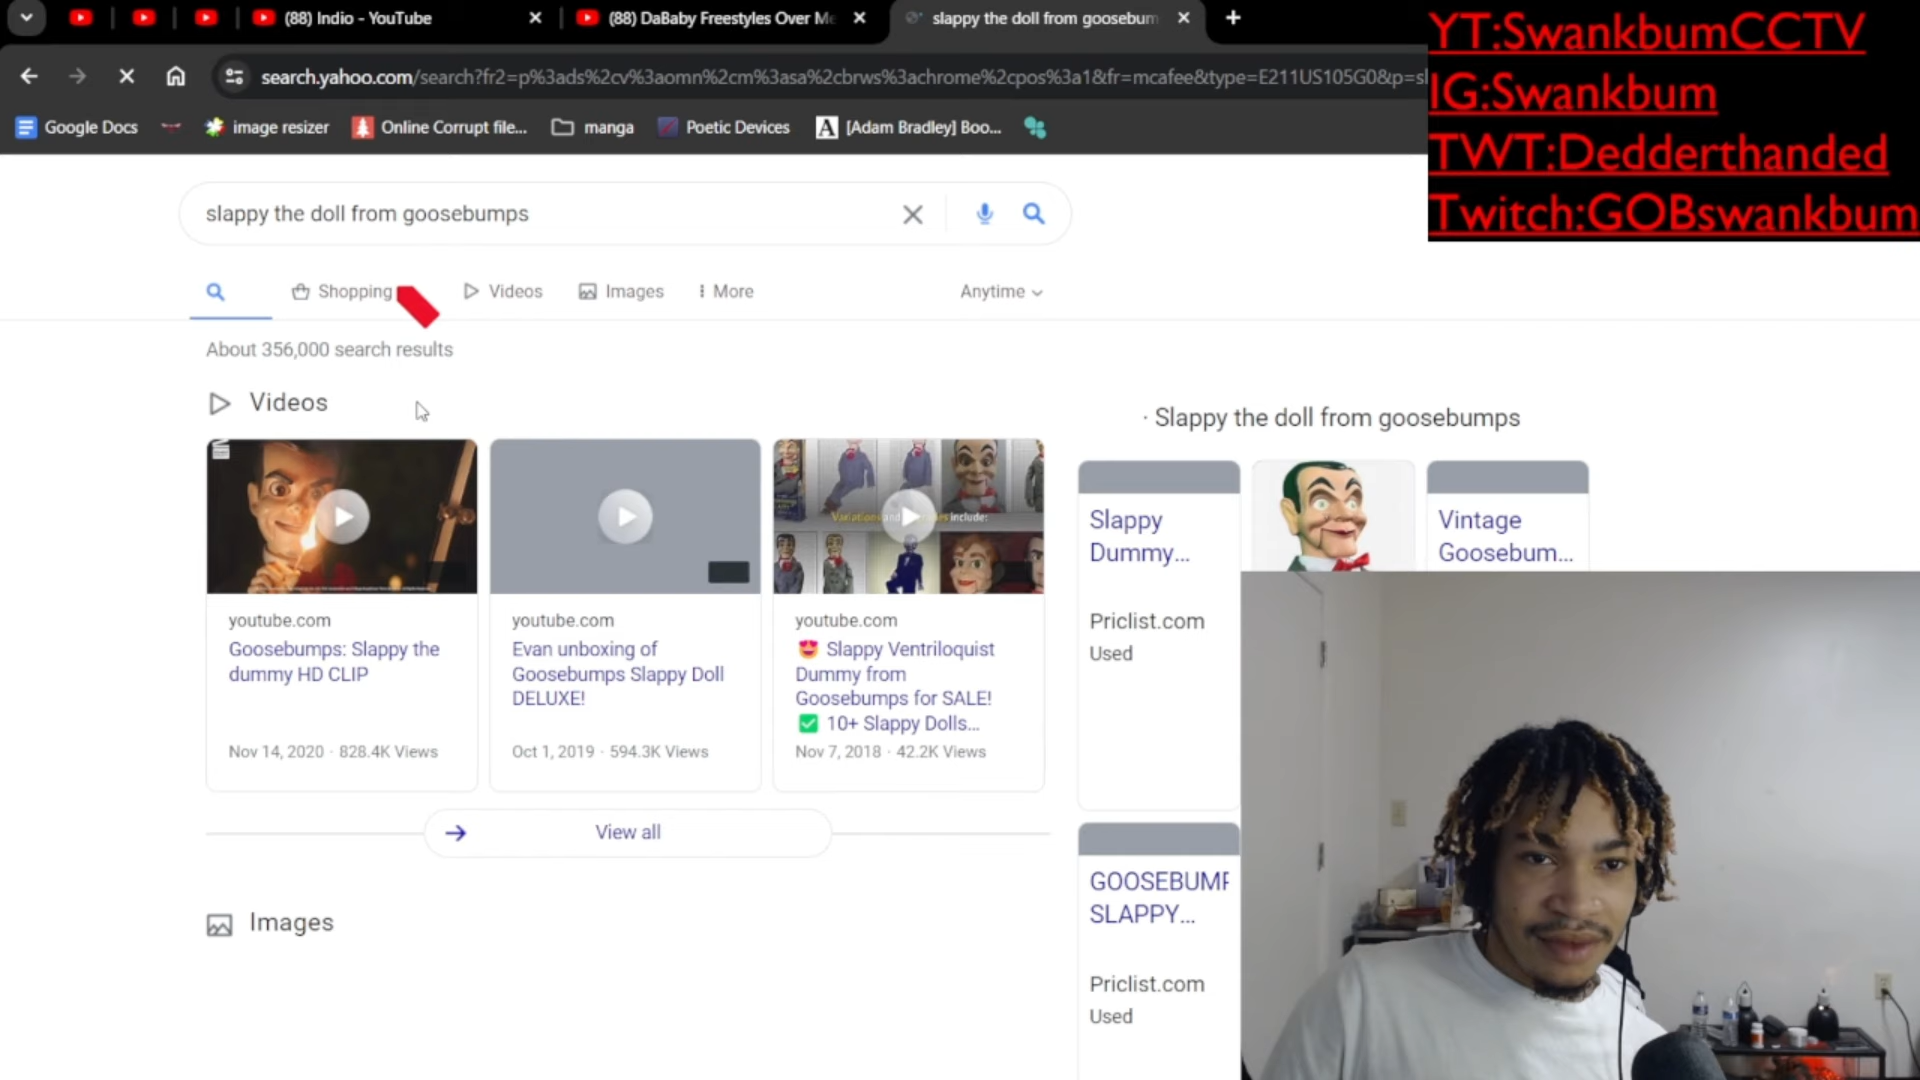 (88) Indio - YouTube
(88) DaBaby Freestyles Over Me
slappy the doll from goosebum
YT:SwankbumCCTV
IG:Swankbum
TWT:Dedderthanded
Twitch:GOBswankbum
search.yahoo.com/search?fr2=p%3ads%2cv%3aomn%2cm%3asa%2cbrws%3achrome%2cpos%3a1&fr=mcafee&type=E211US105G0&p=sl
Google Docs
image resizer
Online Corrupt file...
manga
Poetic Devices
A
[Adam Bradley] Boo...
slappy the doll from goosebumps
Shopping
Videos
Images
More
Anytime
About 356,000 search results
Videos
Variations and include:
youtube.com
Goosebumps: Slappy the
dummy HD CLIP
Nov 14, 2020 · 828.4K Views
youtube.com
Evan unboxing of
Goosebumps Slappy Doll
DELUXE!
Oct 1, 2019 · 594.3K Views
youtube.com
😍 Slappy Ventriloquist
Dummy from
Goosebumps for SALE!
✅ 10+ Slappy Dolls...
Nov 7, 2018 · 42.2K Views
View all
Images
· Slappy the doll from goosebumps
Slappy
Dummy...
Priclist.com
Used
Vintage
Goosebum...
GOOSEBUMP
SLAPPY...
Priclist.com
Used